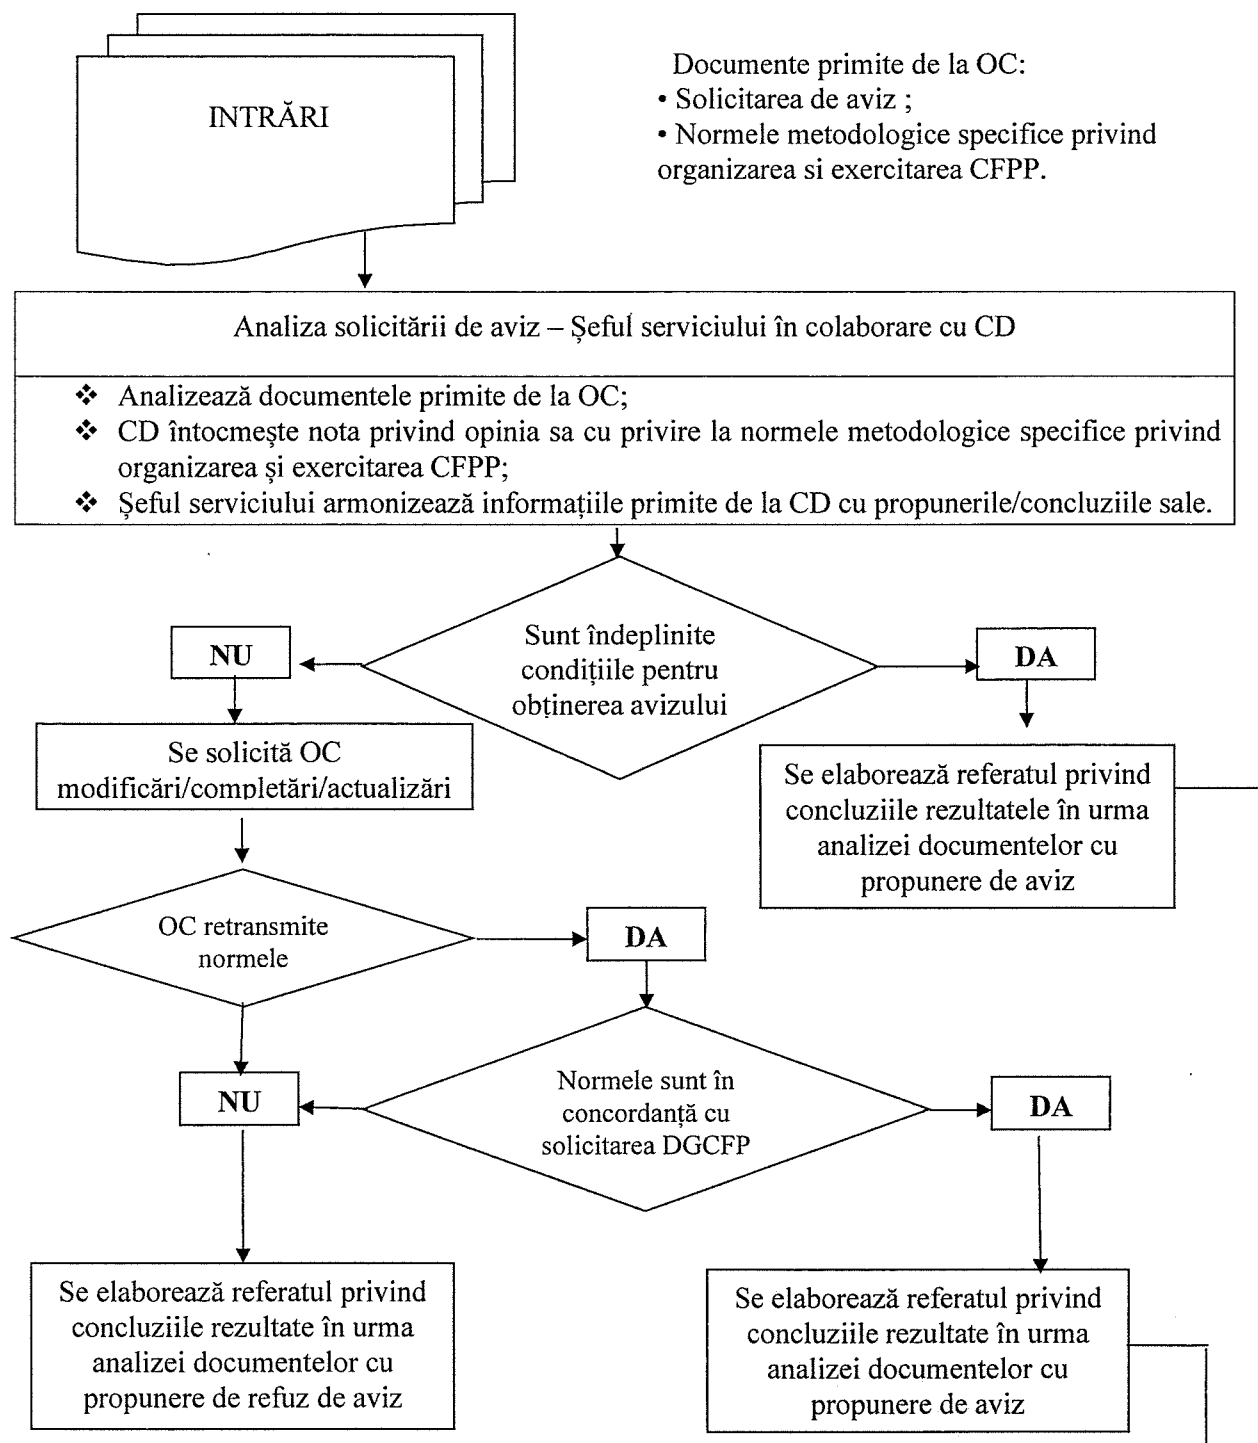 INTRĂRI
Documente primite de la OC:
• Solicitarea de aviz ;
• Normele metodologice specifice privind
organizarea si exercitarea CFPP.
Analiza solicitării de aviz – Șeful serviciului în colaborare cu CD
❖ Analizează documentele primite de la OC;
❖ CD întocmește nota privind opinia sa cu privire la normele metodologice specifice privind
organizarea și exercitarea CFPP;
❖ Șeful serviciului armonizează informațiile primite de la CD cu propunerile/concluziile sale.
Sunt îndeplinite
condițiile pentru
obținerea avizului
NU
DA
Se solicită OC
modificări/completări/actualizări
Se elaborează referatul privind
concluziile rezultatele în urma
analizei documentelor cu
propunere de aviz
OC retransmite
normele
DA
Normele sunt în
concordanță cu
solicitarea DGCFP
NU
DA
Se elaborează referatul privind
concluziile rezultate în urma
analizei documentelor cu
propunere de refuz de aviz
Se elaborează referatul privind
concluziile rezultate în urma
analizei documentelor cu
propunere de aviz